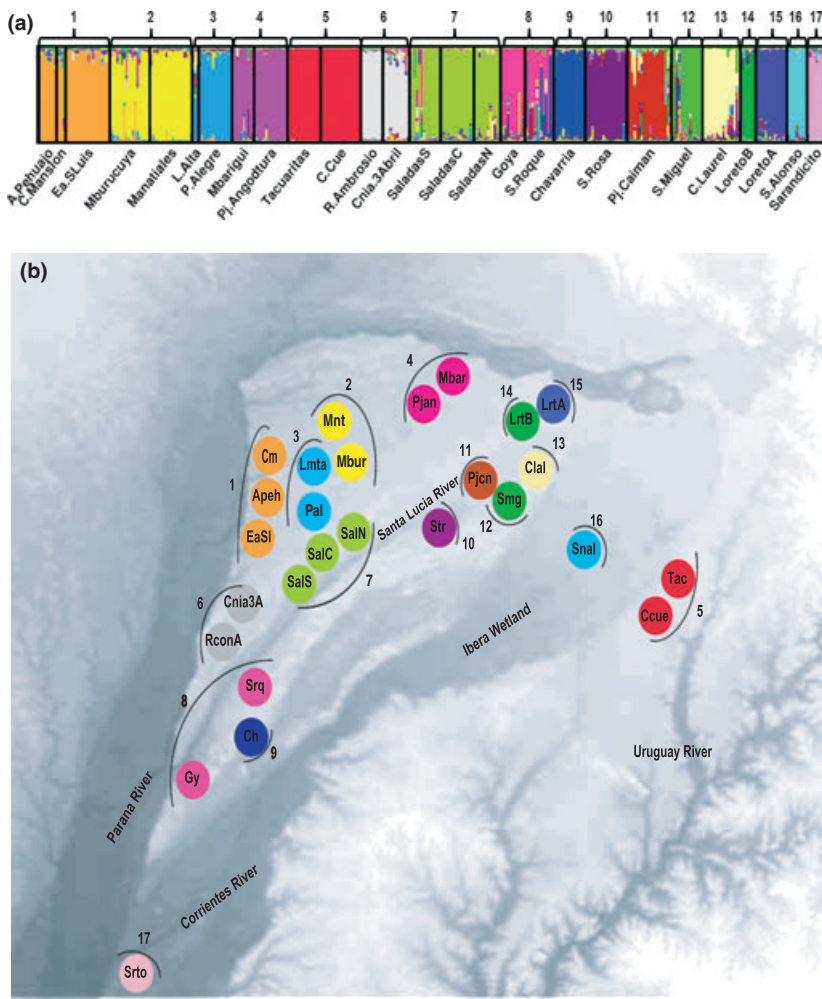 (a)
1 2 3 4 5 6 7 8 9 10 11 12 13 14 15 16 17
A.Pehuajo C.Mansion Ea.SLuis Mburucuya Manatiales L.Alta P.Alegre Mbarigui Pj.Angodtura Tacuaritas C.Cue R.Ambrosio Cnia.3Abril SaladasS SaladasC SaladasN Goya S.Roque Chavarria S.Rosa Pj.Caiman S.Miguel C.Laurel LoretoB LoretoA S.Alonso Sarandicito
(b)
4
Mbar
2
Pjan
14
15
Mnt
LrtB
LrtA
3
13
Cm
Lmta
Mbur
11
Clal
1
Pjcn
Apeh
Smg
Pal
Santa Lucia River
Str
12
16
EaSl
SalN
10
Snal
SalC
7
Tac
SalS
6
Cnia3A
Ccue
5
RconA
Ibera Wetland
8
Srq
Ch
9
Uruguay River
Gy
Parana River
Corrientes River
17
Srto